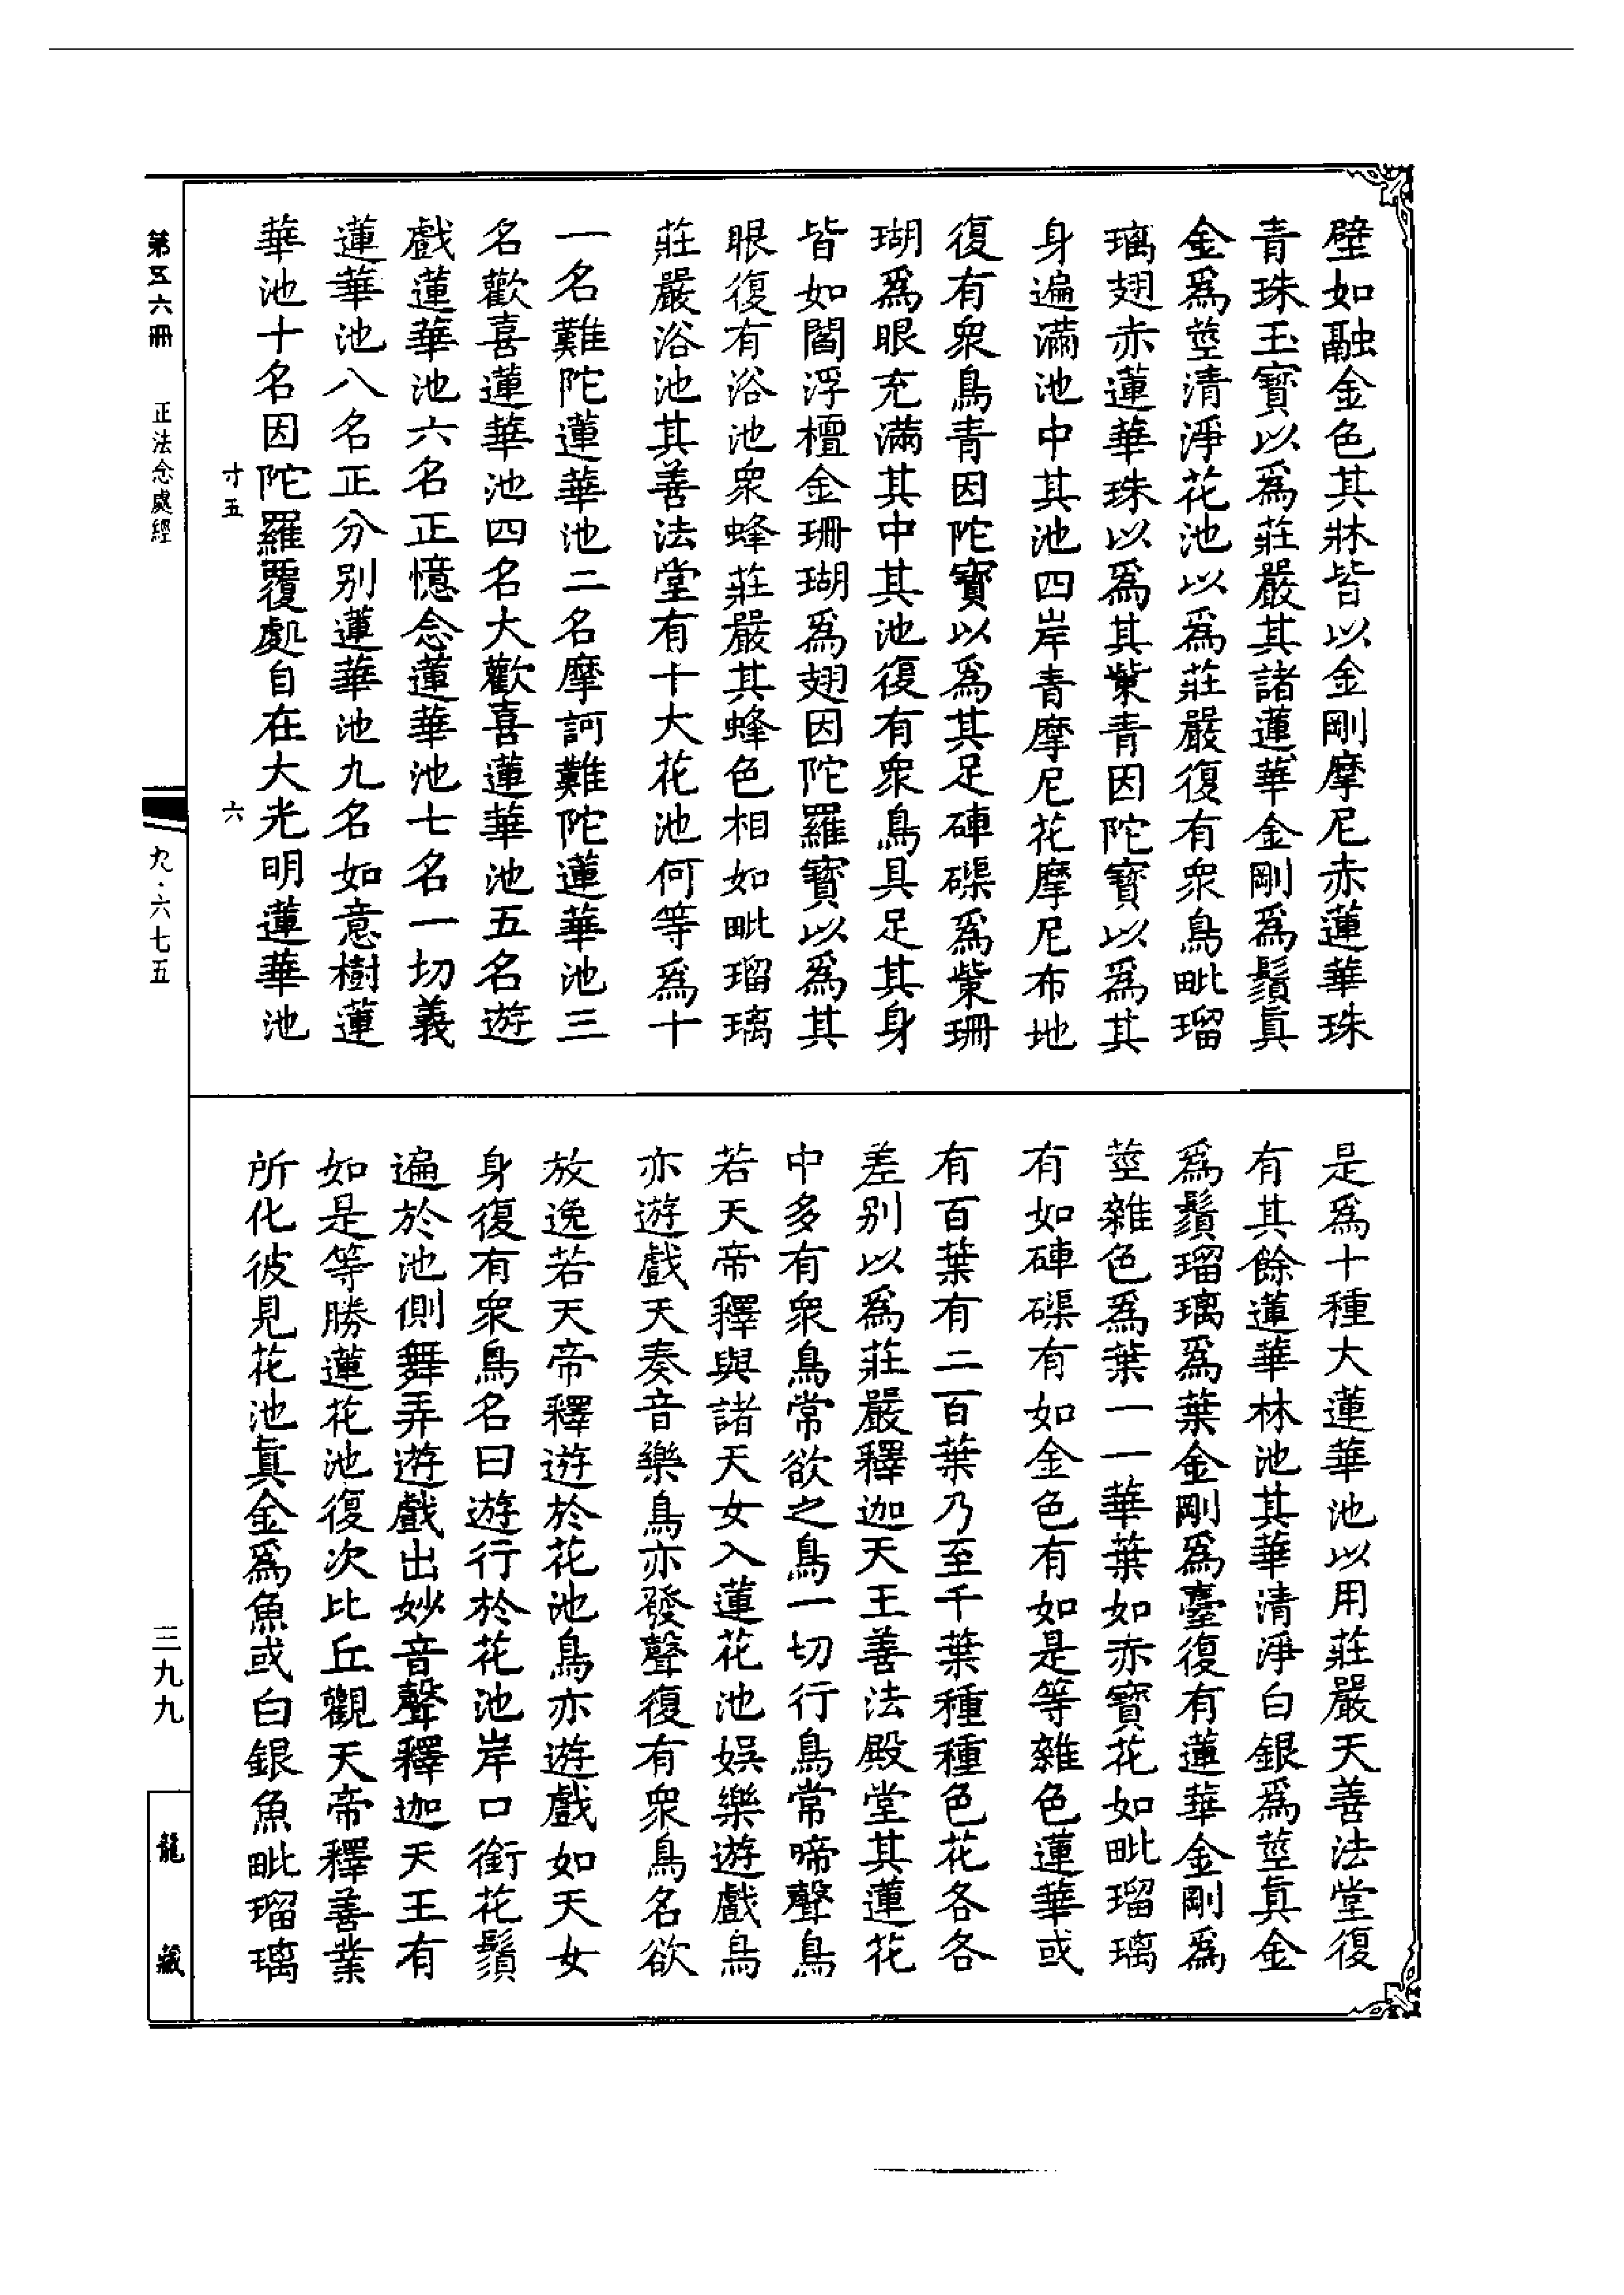 壁如融金色其牀皆以金剛摩尼赤蓮華珠
青珠玉寶以爲莊嚴其諸蓮華金剛爲鬚眞
金爲莖清淨花池以爲莊嚴復有衆鳥毗瑠
璃翅赤蓮華珠以爲其紫青因陀寶以爲其
身遍滿池中其池四岸青摩尼花摩尼布地
復有衆鳥青因陀寶以爲其足硨磲爲紫珊
瑚爲眼充滿其中其池復有衆鳥具足其身
皆如閻浮檀金珊瑚爲翅因陀羅寶以爲其
眼復有浴池衆蜂莊嚴其蜂色相如毗瑠璃
莊嚴浴池其善法堂有十大花池何等爲十
一名難陀蓮華池二名摩訶難陀蓮華池三
名歡喜蓮華池四名大歡喜蓮華池五名遊
戲蓮華池六名正憶念蓮華池七名一切義
蓮華池八名正分別蓮華池九名如意樹蓮
華池十名因陀羅覆處自在大光明蓮華池
寸五
六
是爲十種大蓮華池以用莊嚴天善法堂復
有其餘蓮華林池其華清淨白銀爲莖眞金
爲鬚瑠璃爲葉金剛爲臺復有蓮華金剛爲
莖雜色爲葉一一華葉如赤寶花如毗瑠璃
有如硨磲有如金色有如是等雜色蓮華或
有百葉有二百葉乃至千葉種種色花各各
差別以爲莊嚴釋迦天王善法殿堂其蓮花
中多有衆鳥常欲之鳥一切行鳥常啼聲鳥
若天帝釋與諸天女入蓮花池娛樂遊戲鳥
亦遊戲天奏音樂鳥亦發聲復有衆鳥名欲
放逸若天帝釋遊於花池鳥亦遊戲如天女
身復有衆鳥名曰遊行於花池岸口銜花鬚
遍於池側舞弄遊戲出妙音聲釋迦天王有
如是等勝蓮花池復次比丘觀天帝釋善業
所化彼見花池眞金爲魚或白銀魚毗瑠璃
第五六冊
正法念處經
九·六七五
三九九
龍藏